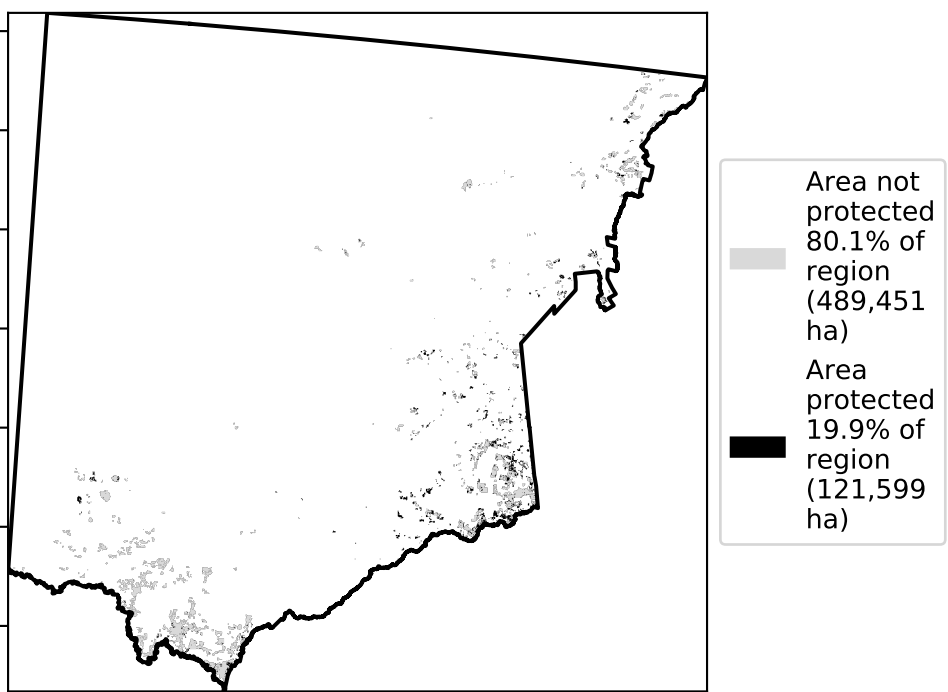 Area not
protected
80.1% of
region
(489,451
ha)
Area
protected
19.9% of
region
(121,599
ha)